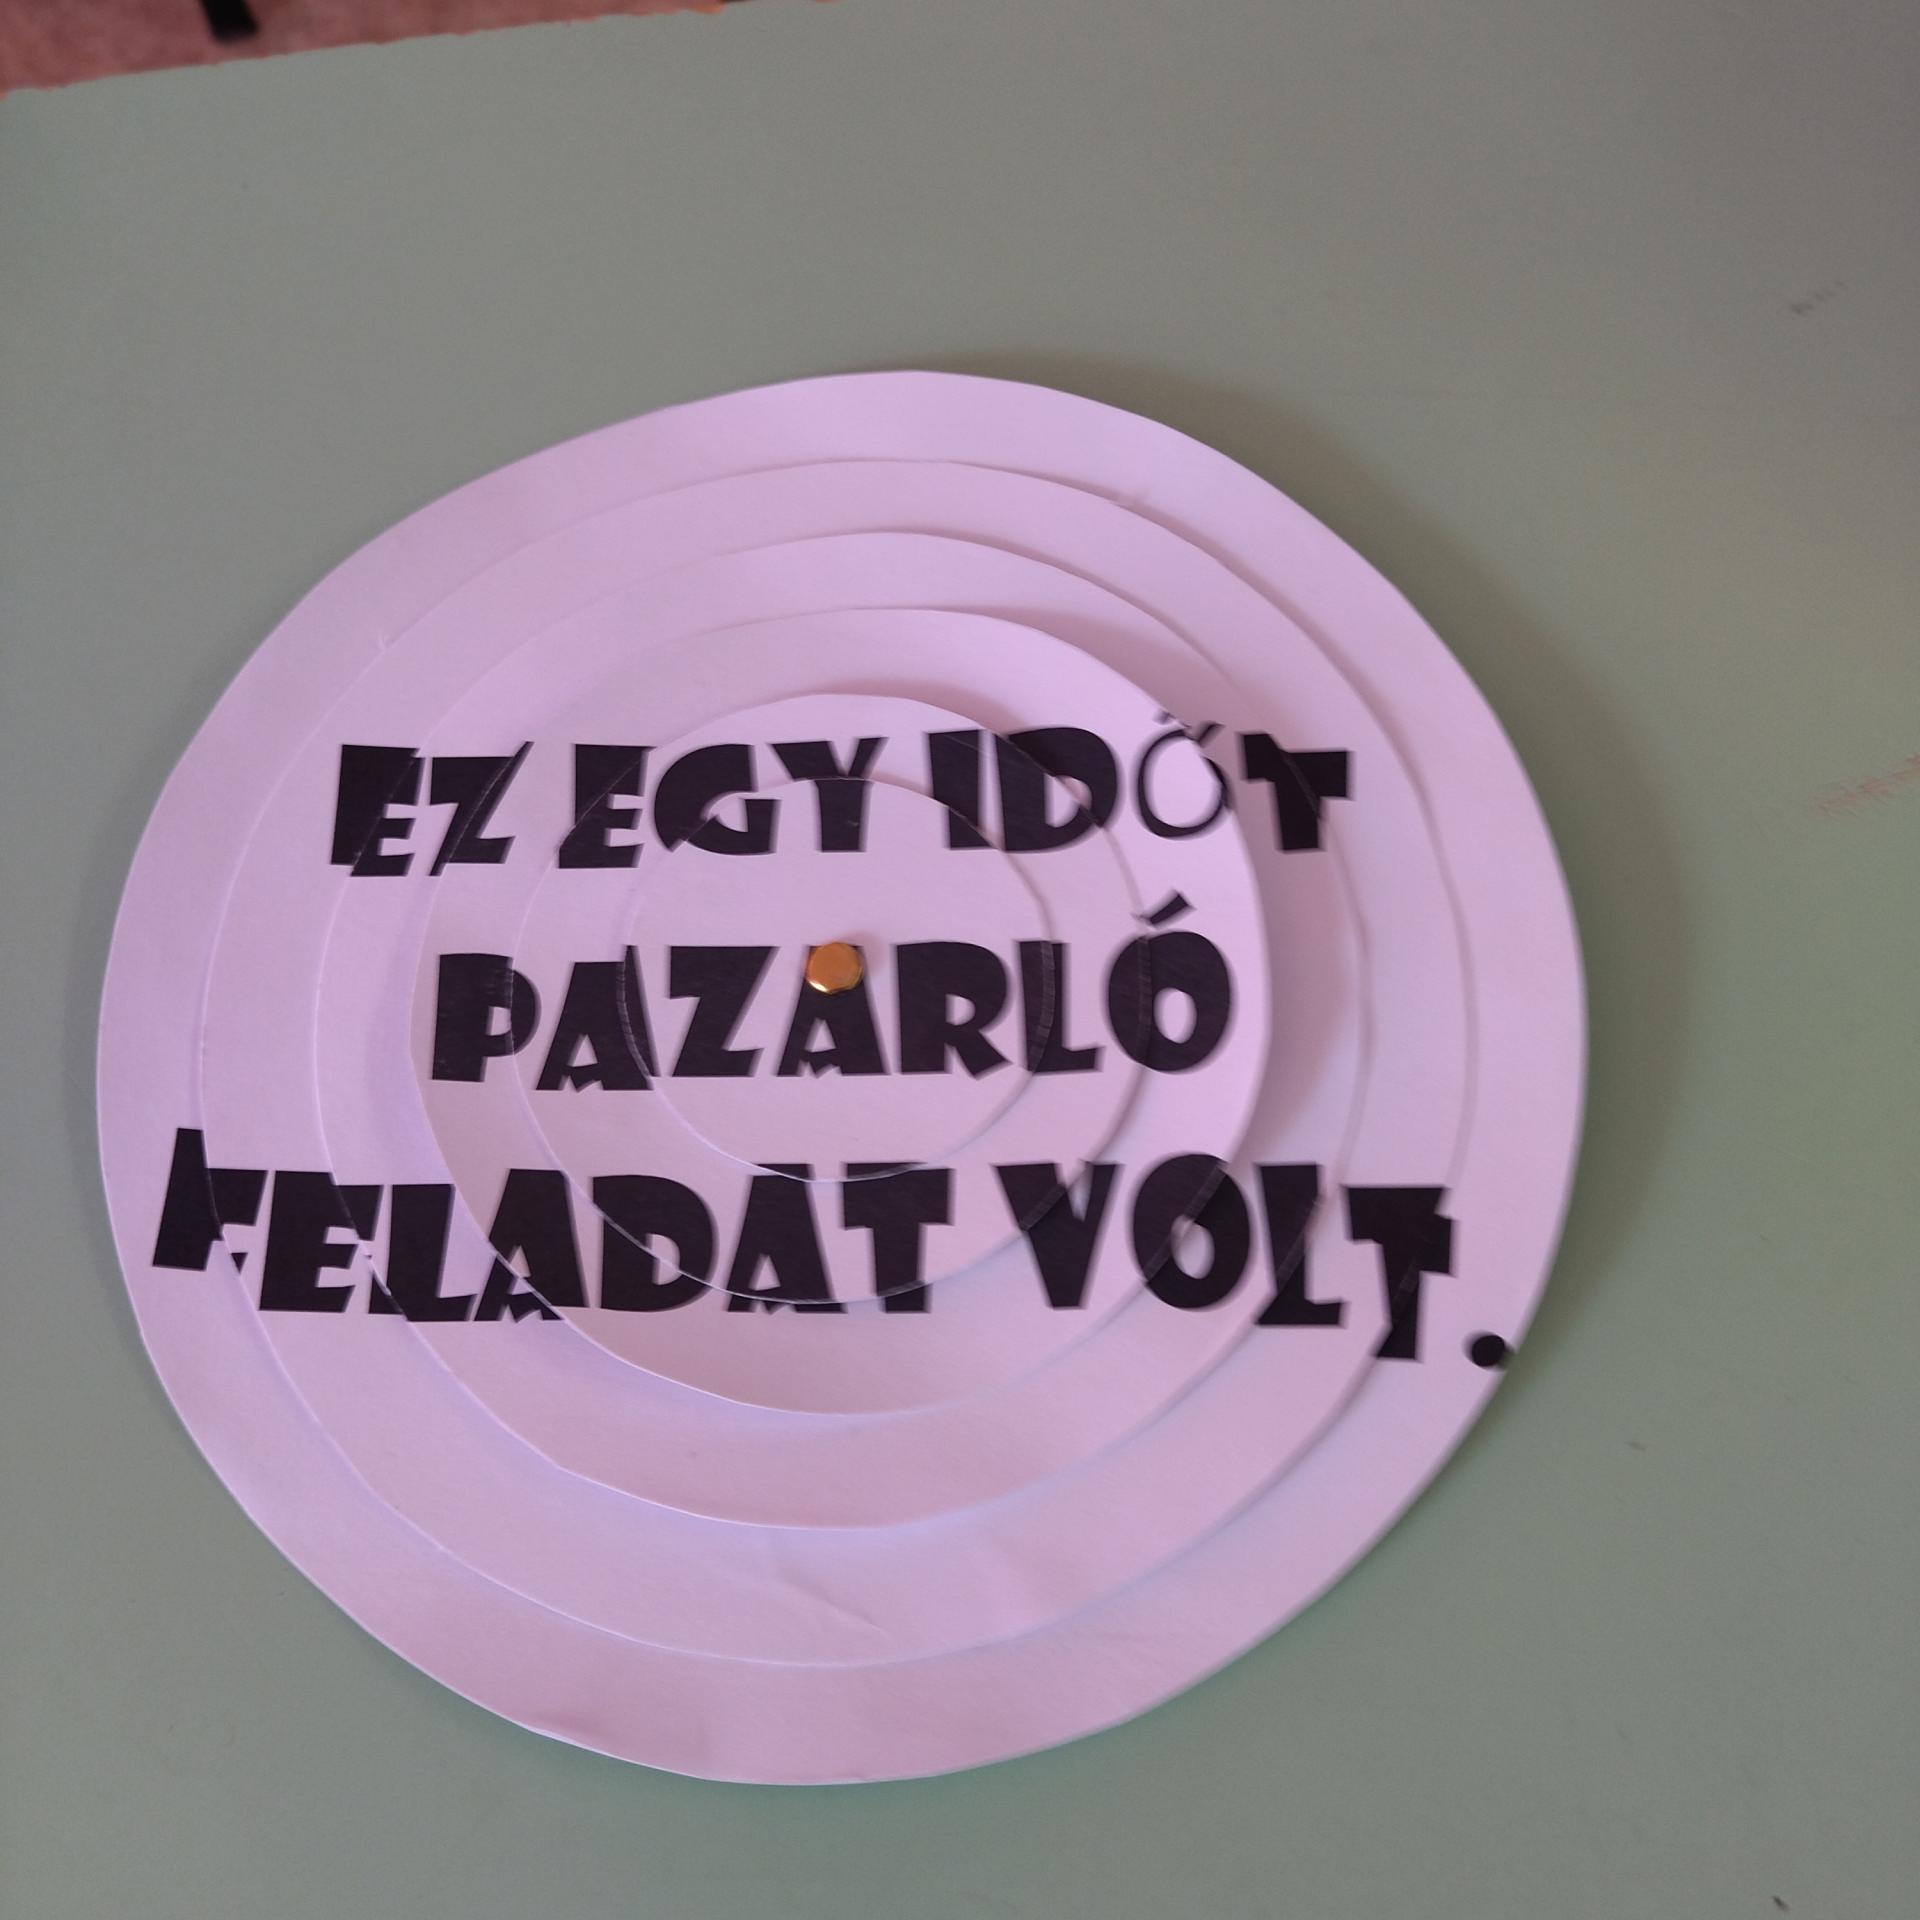 EZ EGY IDŐT
PAZARLÓ
FELADAT VOLT.